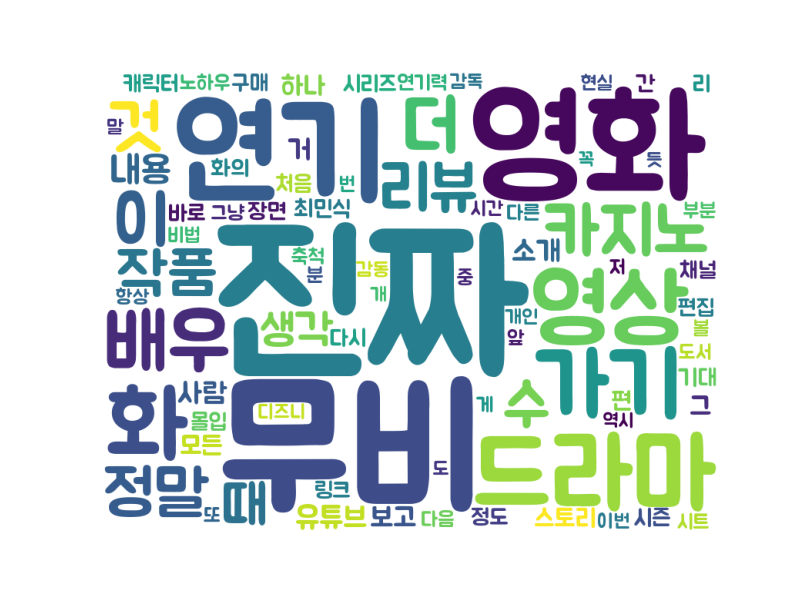 캐릭터 노하우 구매 하나 시리즈 연기력 감독 현실 간 리
말 것 연기 더 영화
내용 화의 거 리뷰 꼭 듯
처음 번
이 바로 그냥 장면 최민식 시간 다른 카지노 부분
비법 진짜 소개
작품 축척 분 감동 중 저 채널
항상 개 영상 편집
배우 생각 다시 개인 앞 볼
도서
화 사람 무비 가기 기대
몰입 디즈니 게 수 편 그
모든 역시
정말 때 링크 도 드라마
또 유튜브 보고 다음 정도 스토리 이번 시즌 시트